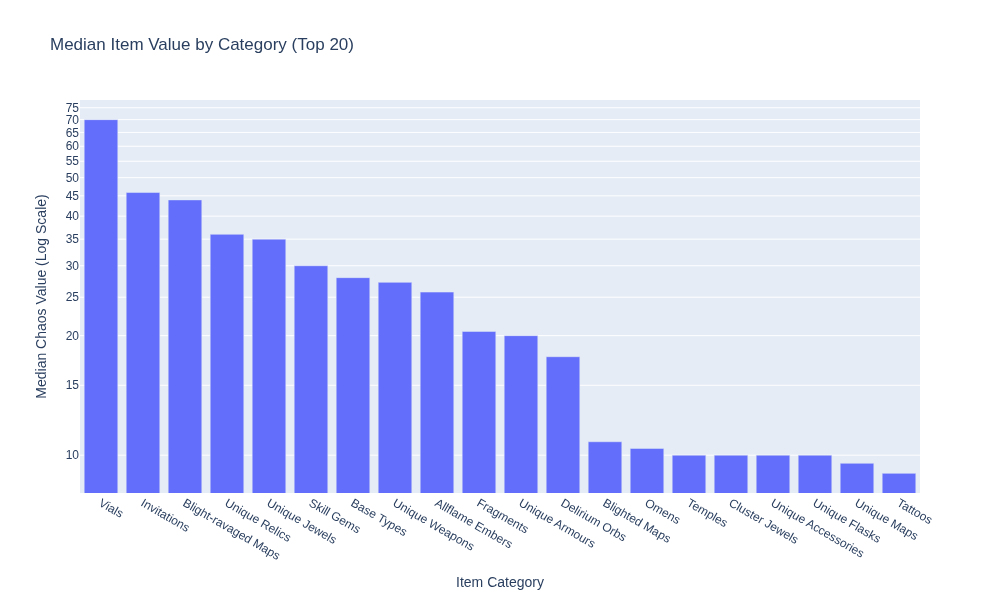 Median Item Value by Category (Top 20)
Median Chaos Value (Log Scale)
75
70
65
60
55
50
45
40
35
30
25
20
15
10
Vials
Invitations
Blight-ravaged Maps
Unique Relics
Unique Jewels
Skill Gems
Base Types
Unique Weapons
Allflame Embers
Fragments
Unique Armours
Delirium Orbs
Blighted Maps
Omens
Temples
Cluster Jewels
Unique Accessories
Unique Flasks
Unique Maps
Tattoos
Item Category